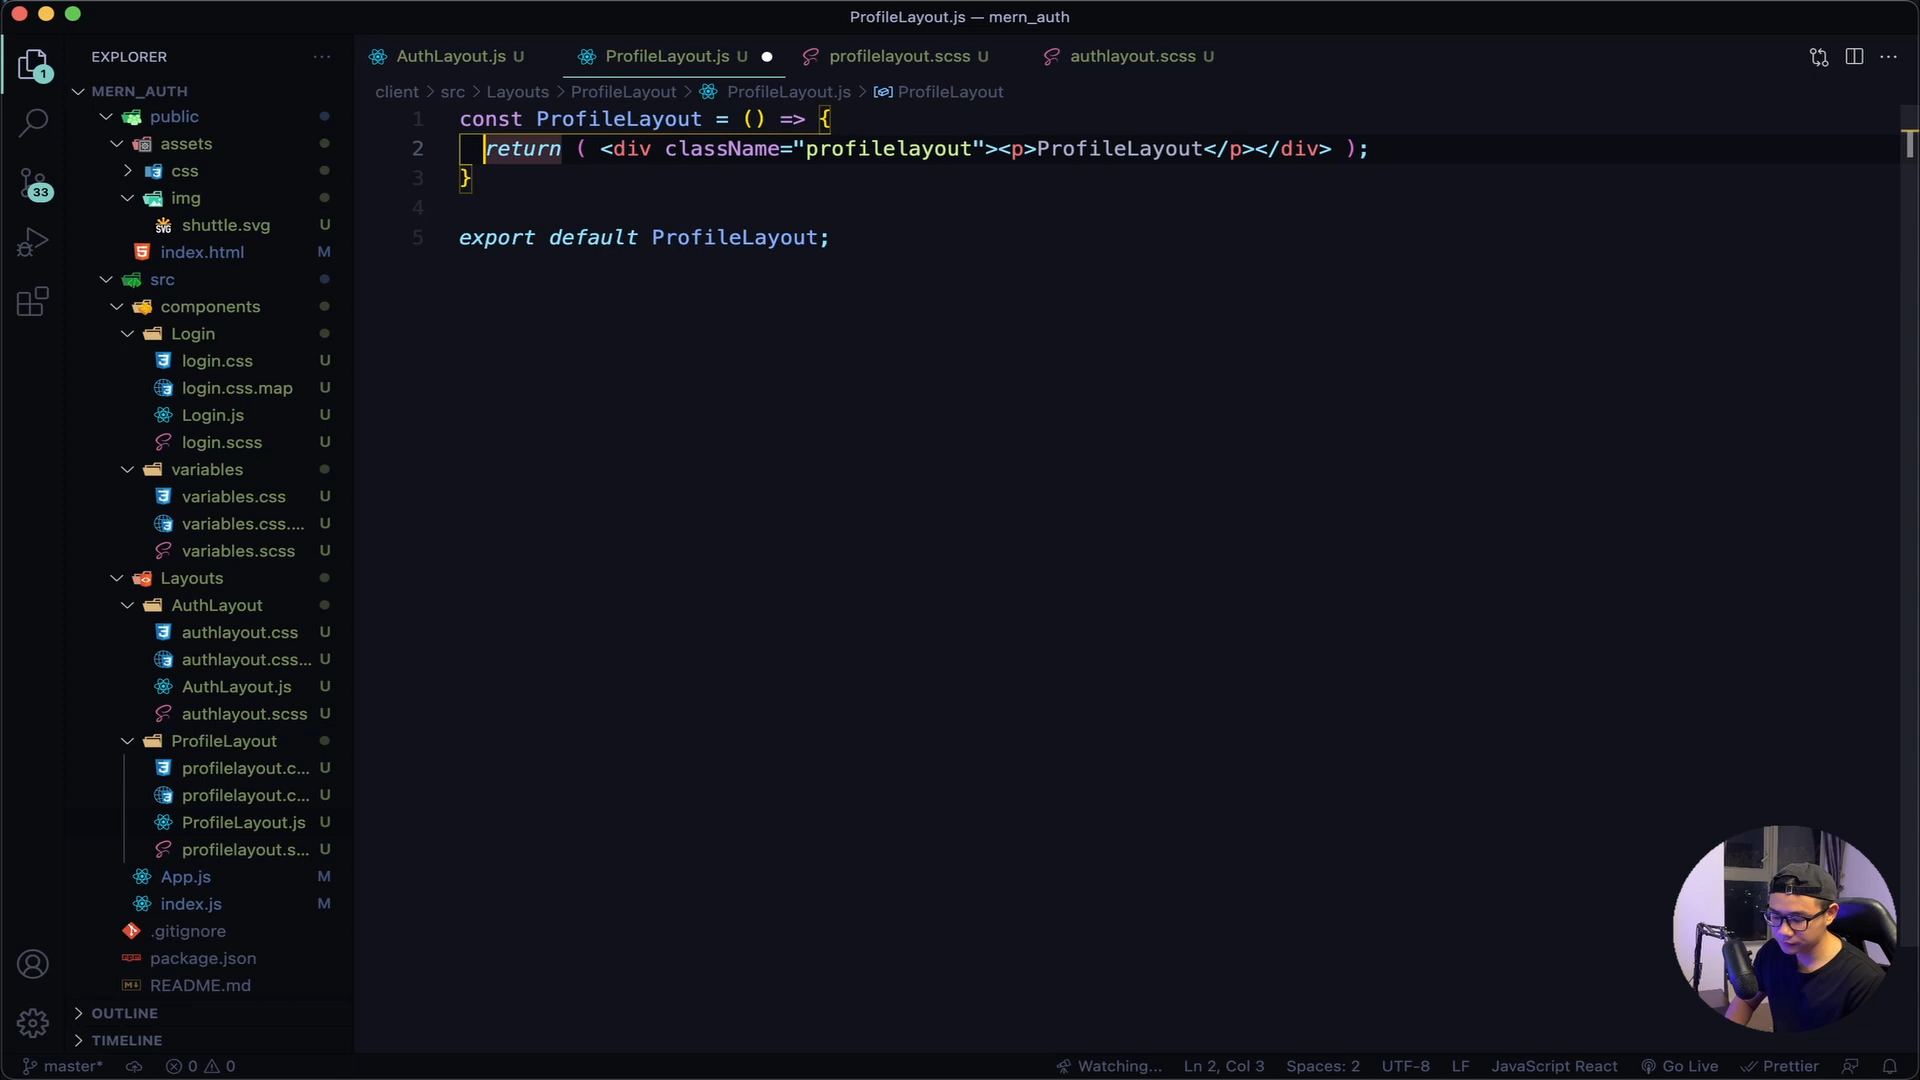 ProfileLayout.js — mern_auth
EXPLORER
AuthLayout.js U
ProfileLayout.js U
profilelayout.scss U
authlayout.scss U
client > src > Layouts > ProfileLayout > ProfileLayout.js > ProfileLayout
1
33
MERN_AUTH
public
assets
css
img
shuttle.svg U
index.html M
src
components
Login
login.css U
login.css.map U
Login.js U
login.scss U
variables
variables.css U
variables.css.... U
variables.scss U
Layouts
AuthLayout
authlayout.css U
authlayout.css... U
AuthLayout.js U
authlayout.scss U
ProfileLayout
profilelayout.c... U
profilelayout.c... U
ProfileLayout.js U
profilelayout.s... U
App.js M
index.js M
.gitignore
package.json
README.md
OUTLINE
TIMELINE
1 const ProfileLayout = () => {
2 return ( <div className="profilelayout"><p>ProfileLayout</p></div> );
3 }
4
5 export default ProfileLayout;
master* 0 0 Watching... Ln 2, Col 3 Spaces: 2 UTF-8 LF JavaScript React Go Live Prettier